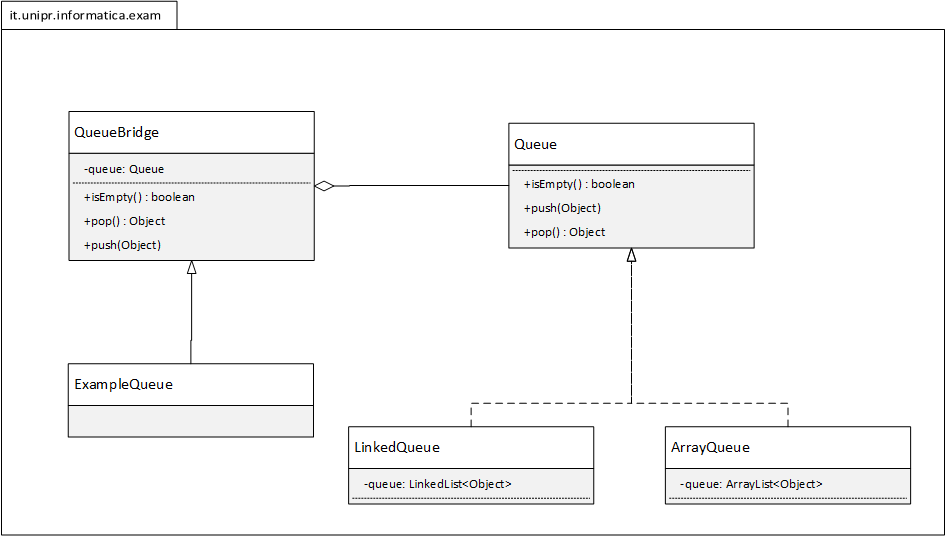 it.unipr.informatica.exam
QueueBridge
-queue: Queue
+isEmpty() : boolean
+pop() : Object
+push(Object)
Queue
+isEmpty() : boolean
+push(Object)
+pop() : Object
ExampleQueue
LinkedQueue
-queue: LinkedList<Object>
ArrayQueue
-queue: ArrayList<Object>